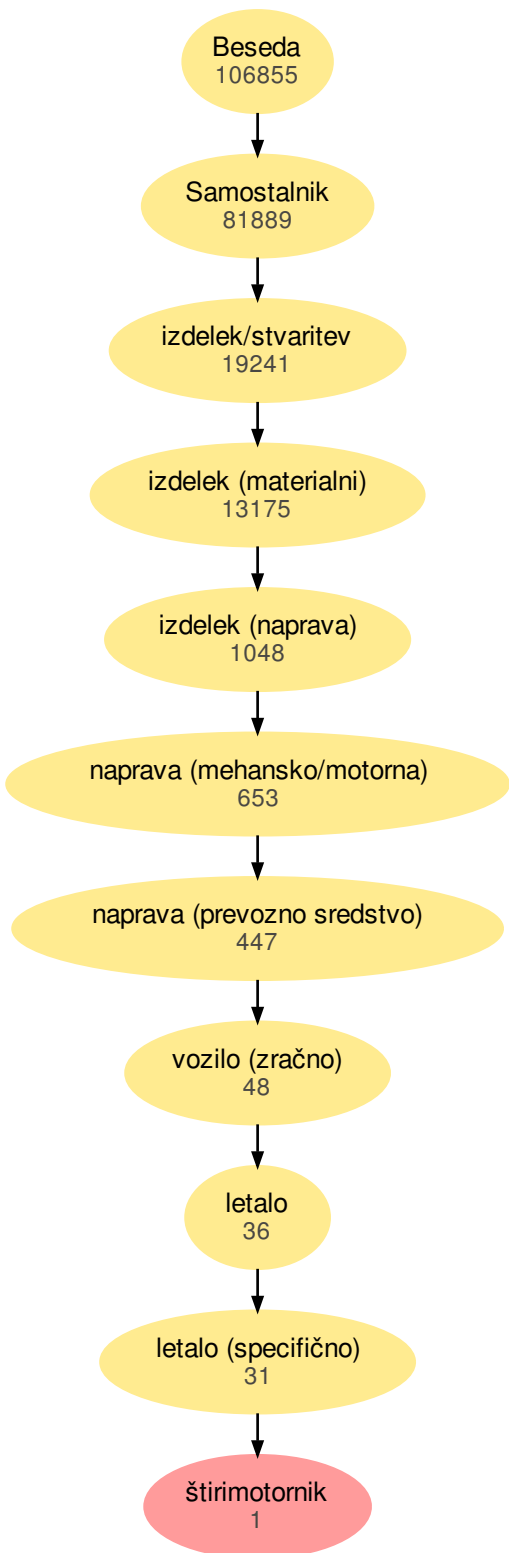 Beseda
106855
Samostalnik
81889
izdelek/stvaritev
19241
izdelek (materialni)
13175
izdelek (naprava)
1048
naprava (mehansko/motorna)
653
naprava (prevozno sredstvo)
447
vozilo (zračno)
48
letalo
36
letalo (specifično)
31
štirimotornik
1